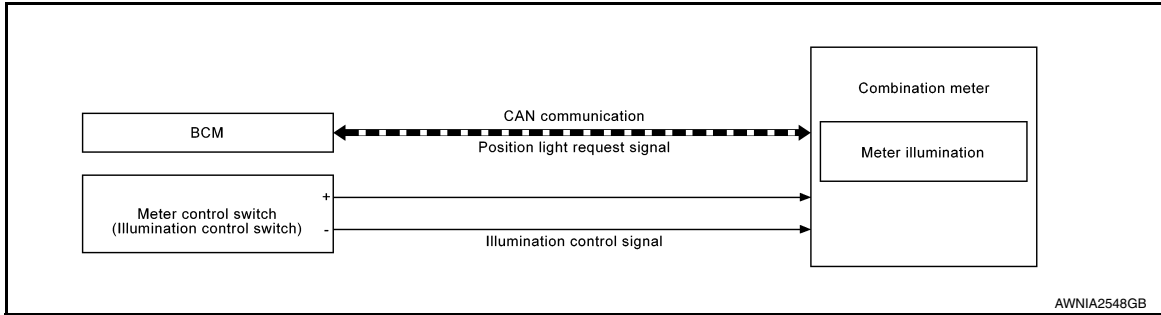 Combination meter
CAN communication
BCM
Position light request signal
Meter illumination
+
Meter control switch
(Illumination control switch)
-
Illumination control signal
AWNIA2548GB